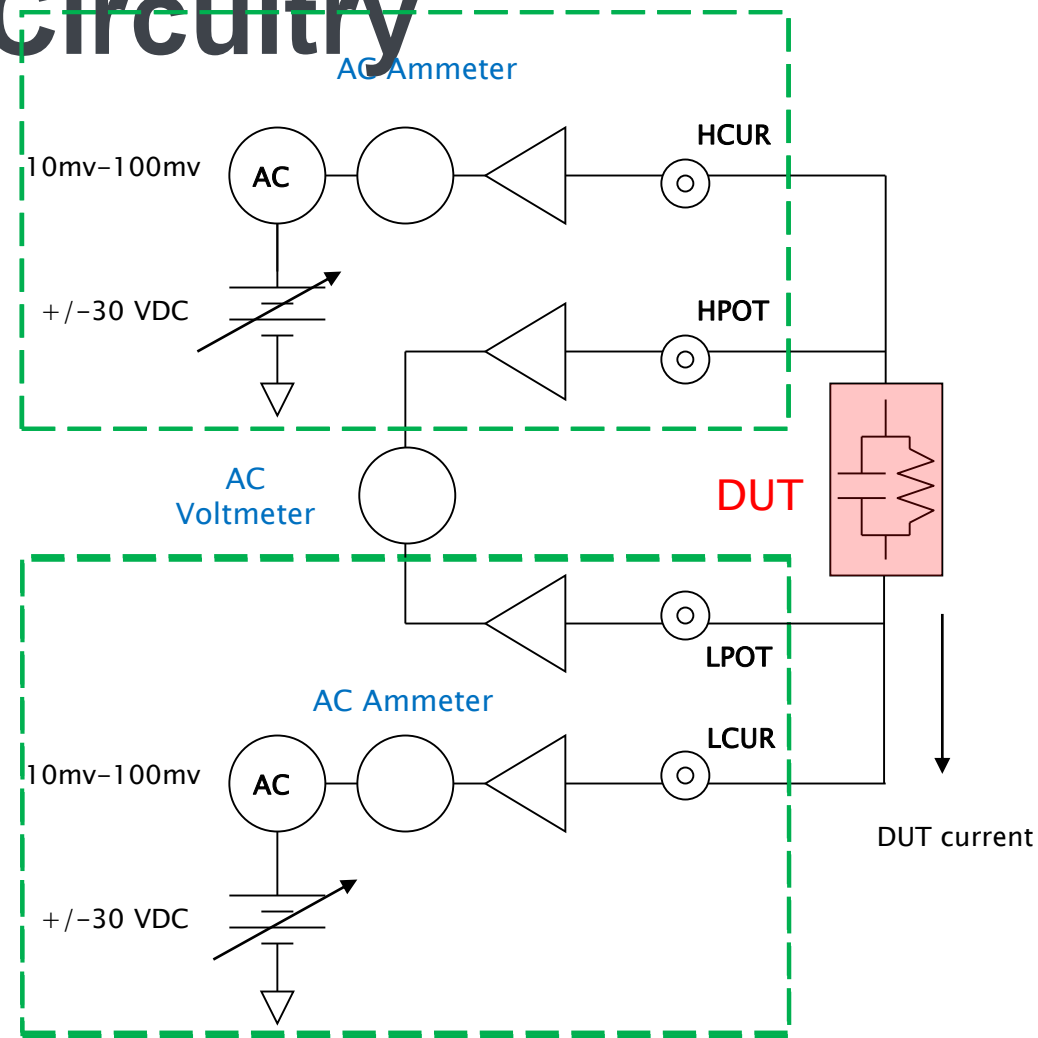 Circuitry
AC Ammeter
HCUR
10mv-100mv
AC
HPOT
+/-30 VDC
AC
Voltmeter
DUT
LPOT
AC Ammeter
LCUR
10mv-100mv
AC
DUT current
+/-30 VDC